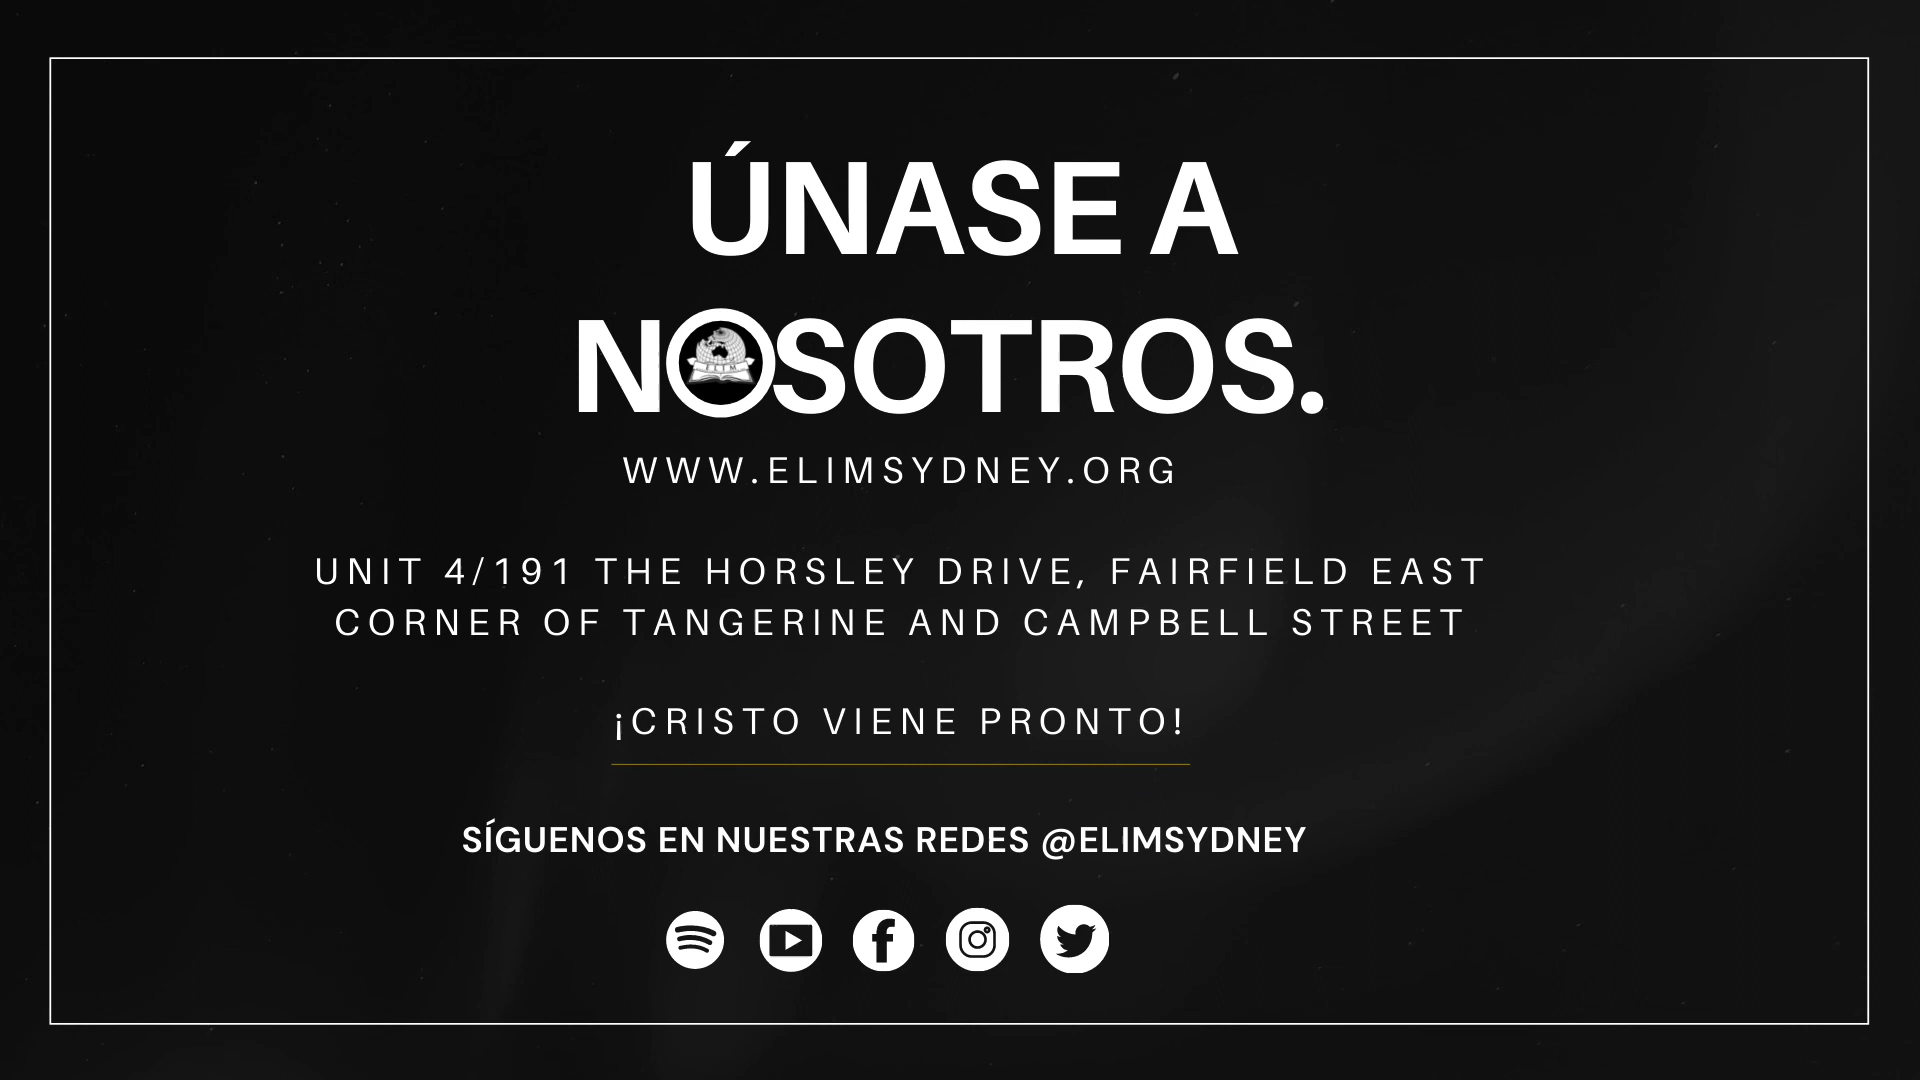 ÚNASE A
NOSOTROS.
ELIM
WWW.ELIMSYDNEY.ORG
UNIT 4/191 THE HORSLEY DRIVE, FAIRFIELD EAST
CORNER OF TANGERINE AND CAMPBELL STREET
¡CRISTO VIENE PRONTO!
SÍGUENOS EN NUESTRAS REDES @ELIMSYDNEY